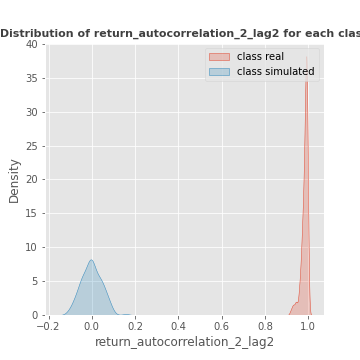 Distribution of return_autocorrelation_2_lag2 for each clas
class real
class simulated
40
35
30
25
20
15
10
5
0
Density
−0.2 0.0 0.2 0.4 0.6 0.8 1.0
return_autocorrelation_2_lag2